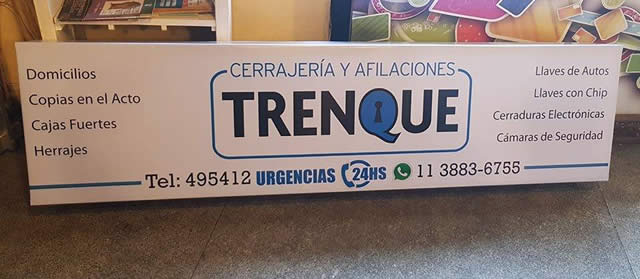 CERRAJERÍA Y AFILACIONES
TRENQUE
Domicilios
Copias en el Acto
Cajas Fuertes
Herrajes
Llaves de Autos
Llaves con Chip
Cerraduras Electrónicas
Cámaras de Seguridad
Tel: 495412 URGENCIAS 24HS 11 3883-6755